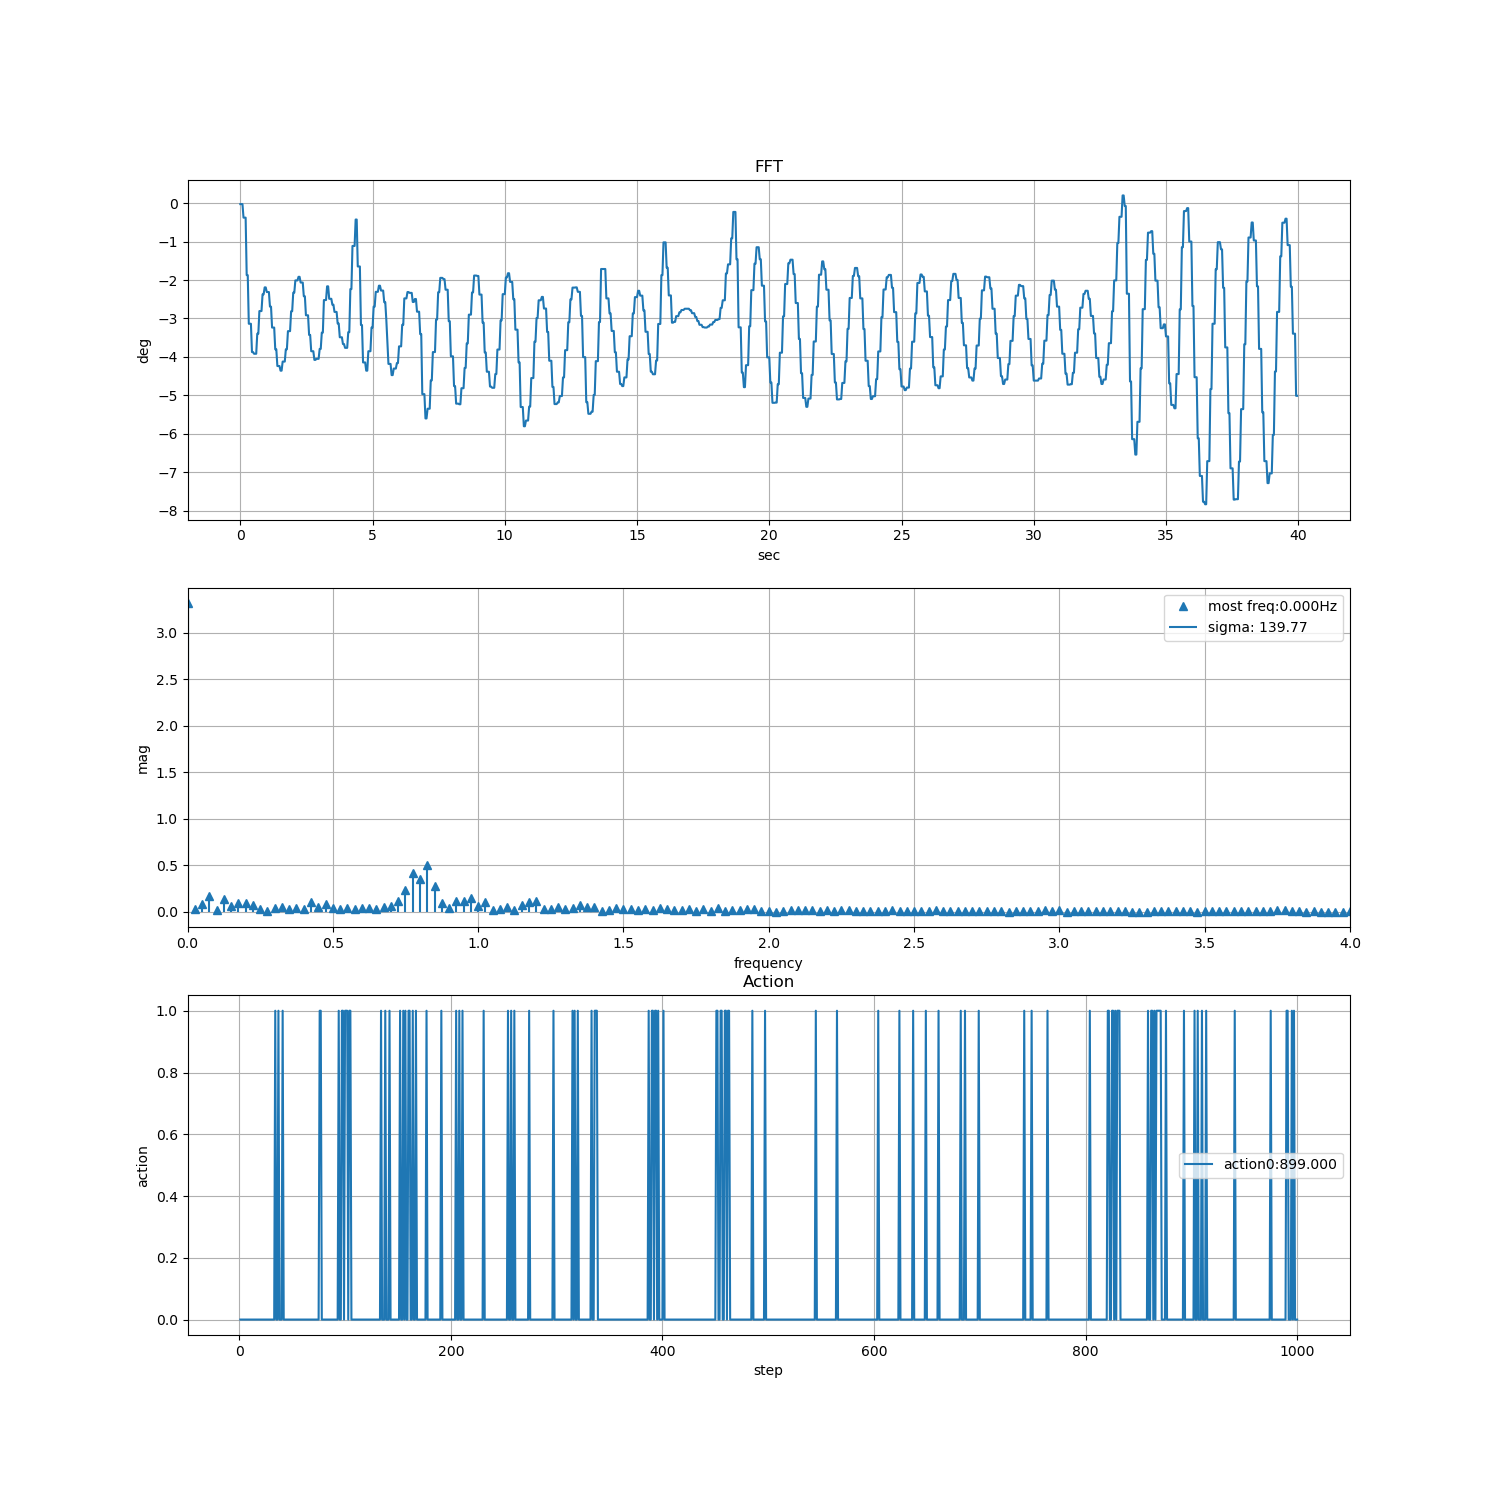 FFT
0
−1
−2
−3
−4
−5
−6
−7
−8
deg
0 5 10 15 20 25 30 35 40
sec
most freq:0.000Hz
sigma: 139.77
3.0
2.5
2.0
1.5
1.0
0.5
0.0
mag
0.0 0.5 1.0 1.5 2.0 2.5 3.0 3.5 4.0
frequency
Action
1.0
0.8
0.6
0.4
0.2
0.0
action
action0:899.000
0 200 400 600 800 1000
step